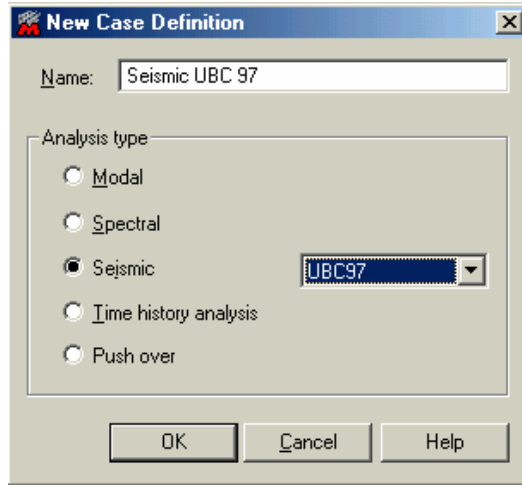 New Case Definition
Name: Seismic UBC 97
Analysis type
Modal
Spectral
Seismic UBC97
Time history analysis
Push over
OK Cancel Help